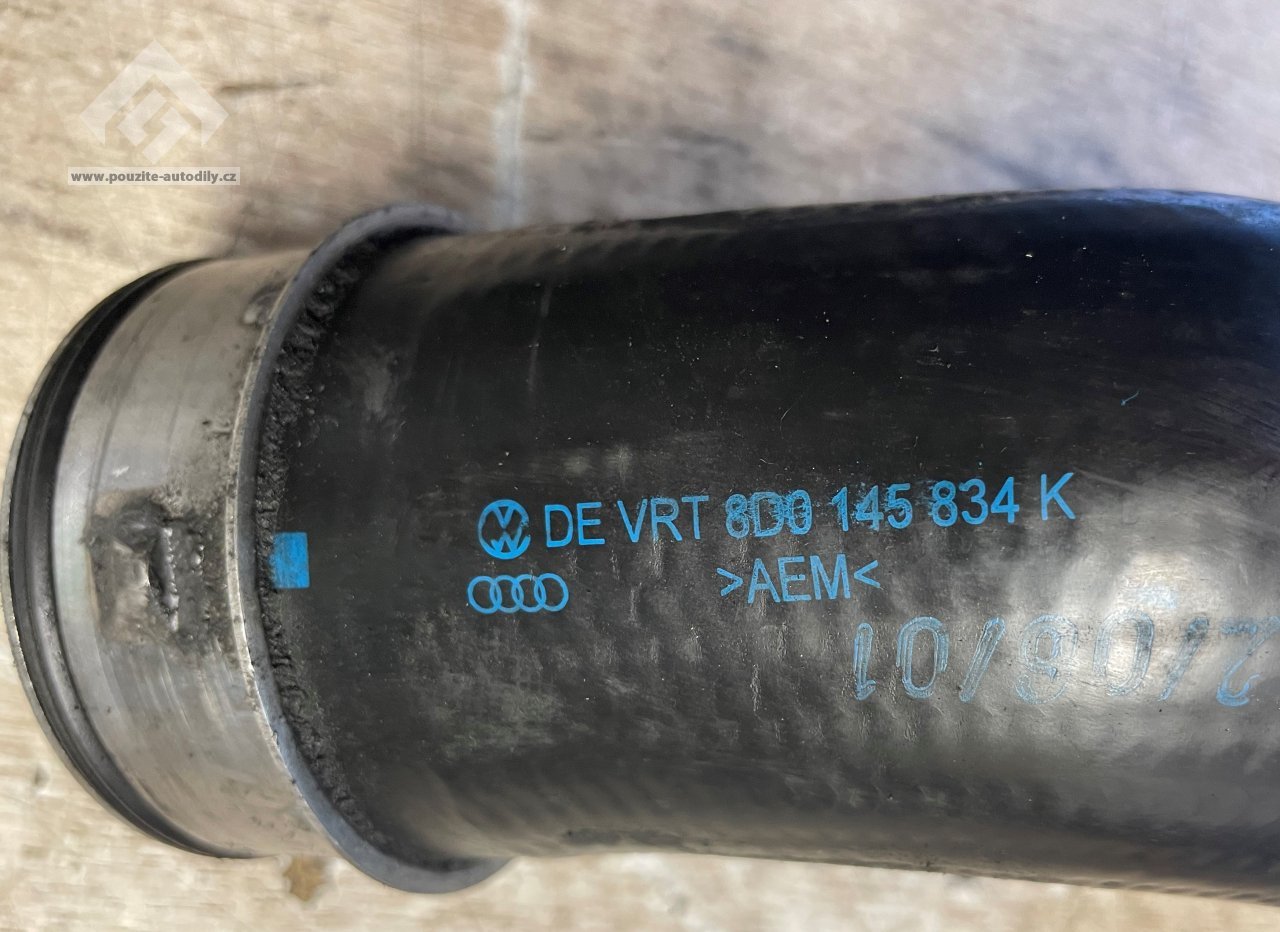 www.pouzite-autodily.cz
DE VRT 8D0 145 834 K
>AEM<